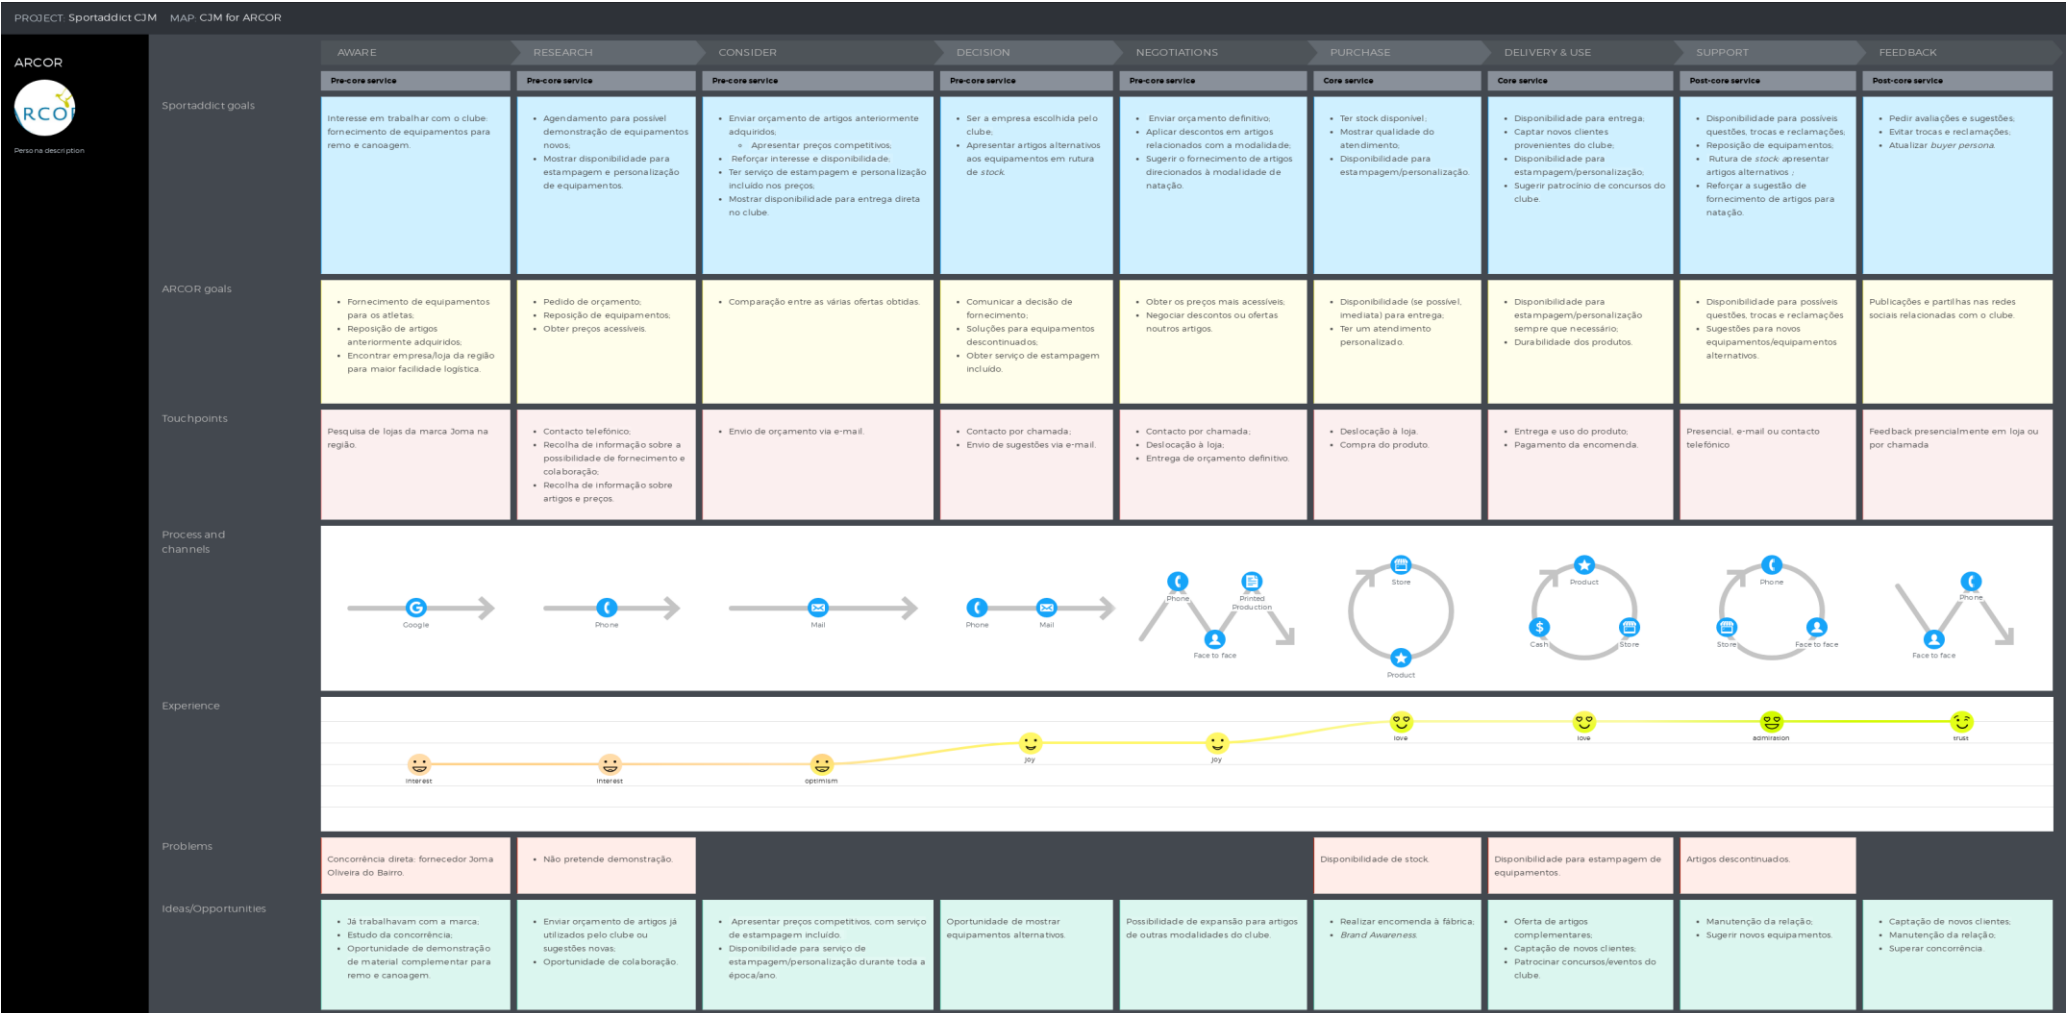 PROJECT: Sportaddict CJM MAP: CJM for ARCOR
ARCOR
RCOR
Persona description
AWARE
RESEARCH
CONSIDER
DECISION
NEGOTIATIONS
PURCHASE
DELIVERY & USE
SUPPORT
FEEDBACK
Pre-core service
Pre-core service
Pre-core service
Pre-core service
Pre-core service
Core service
Core service
Post-core service
Post-core service
Sportaddict goals
Interesse em trabalhar com o clube:
fornecimento de equipamentos para
remo e canoagem.
• Agendamento para possível
demonstração de equipamentos
novos;
• Mostrar disponibilidade para
estampagem e personalização
de equipamentos.
• Enviar orçamento de artigos anteriormente
adquiridos;
◦ Apresentar preços competitivos;
• Reforçar interesse e disponibilidade;
• Ter serviço de estampagem e personalização
incluído nos preços;
• Mostrar disponibilidade para entrega direta
no clube.
• Ser a empresa escolhida pelo
clube;
• Apresentar artigos alternativos
aos equipamentos em rutura
de stock.
• Enviar orçamento definitivo;
• Aplicar descontos em artigos
relacionados com a modalidade;
• Sugerir o fornecimento de artigos
direcionados à modalidade de
natação.
• Ter stock disponível;
• Mostrar qualidade do
atendimento;
• Disponibilidade para
estampagem/personalização.
• Disponibilidade para entrega;
• Captar novos clientes
provenientes do clube;
• Disponibilidade para
estampagem/personalização;
• Sugerir patrocínio de concursos do
clube.
• Disponibilidade para possíveis
questões, trocas e reclamações;
• Reposição de equipamentos;
• Rutura de stock: apresentar
artigos alternativos ;
• Reforçar a sugestão de
fornecimento de artigos para
natação.
• Pedir avaliações e sugestões;
• Evitar trocas e reclamações;
• Atualizar buyer persona.
ARCOR goals
• Fornecimento de equipamentos
para os atletas;
• Reposição de artigos
anteriormente adquiridos;
• Encontrar empresa/loja da região
para maior facilidade logística.
• Pedido de orçamento;
• Reposição de equipamentos;
• Obter preços acessíveis.
• Comparação entre as várias ofertas obtidas.
• Comunicar a decisão de
fornecimento;
• Soluções para equipamentos
descontinuados;
• Obter serviço de estampagem
incluído.
• Obter os preços mais acessíveis;
• Negociar descontos ou ofertas
noutros artigos.
• Disponibilidade (se possível,
imediata) para entrega;
• Ter um atendimento
personalizado.
• Disponibilidade para
estampagem/personalização
sempre que necessário;
• Durabilidade dos produtos.
• Disponibilidade para possíveis
questões, trocas e reclamações
• Sugestões para novos
equipamentos/equipamentos
alternativos.
Publicações e partilhas nas redes
sociais relacionadas com o clube.
Touchpoints
Pesquisa de lojas da marca Joma na
região.
• Contacto telefónico;
• Recolha de informação sobre a
possibilidade de fornecimento e
colaboração;
• Recolha de informação sobre
artigos e preços.
• Envio de orçamento via e-mail.
• Contacto por chamada;
• Envio de sugestões via e-mail.
• Contacto por chamada;
• Deslocação à loja;
• Entrega de orçamento definitivo.
• Deslocação à loja.
• Compra do produto.
• Entrega e uso do produto;
• Pagamento da encomenda.
Presencial, e-mail ou contacto
telefónico
Feedback presencialmente em loja ou
por chamada
Process and
channels
Google
Phone
Mail
Phone
Mail
Phone
Printed
Production
Face to face
Store
Product
Product
Cash
Store
Phone
Store
Face to face
Phone
Face to face
Experience
interest
interest
optimism
joy
joy
love
love
admiration
trust
Problems
Concorrência direta: fornecedor Joma
Oliveira do Bairro.
• Não pretende demonstração.
Disponibilidade de stock.
Disponibilidade para estampagem de
equipamentos.
Artigos descontinuados.
Ideas/Opportunities
• Já trabalhavam com a marca;
• Estudo da concorrência;
• Oportunidade de demonstração
de material complementar para
remo e canoagem.
• Enviar orçamento de artigos já
utilizados pelo clube ou
sugestões novas;
• Oportunidade de colaboração.
• Apresentar preços competitivos, com serviço
de estampagem incluído.
• Disponibilidade para serviço de
estampagem/personalização durante toda a
época/ano.
Oportunidade de mostrar
equipamentos alternativos.
Possibilidade de expansão para artigos
de outras modalidades do clube.
• Realizar encomenda à fábrica;
• Brand Awareness.
• Oferta de artigos
complementares;
• Captação de novos clientes;
• Patrocinar concursos/eventos do
clube.
• Manutenção da relação;
• Sugerir novos equipamentos.
• Captação de novos clientes;
• Manutenção da relação;
• Superar concorrência.